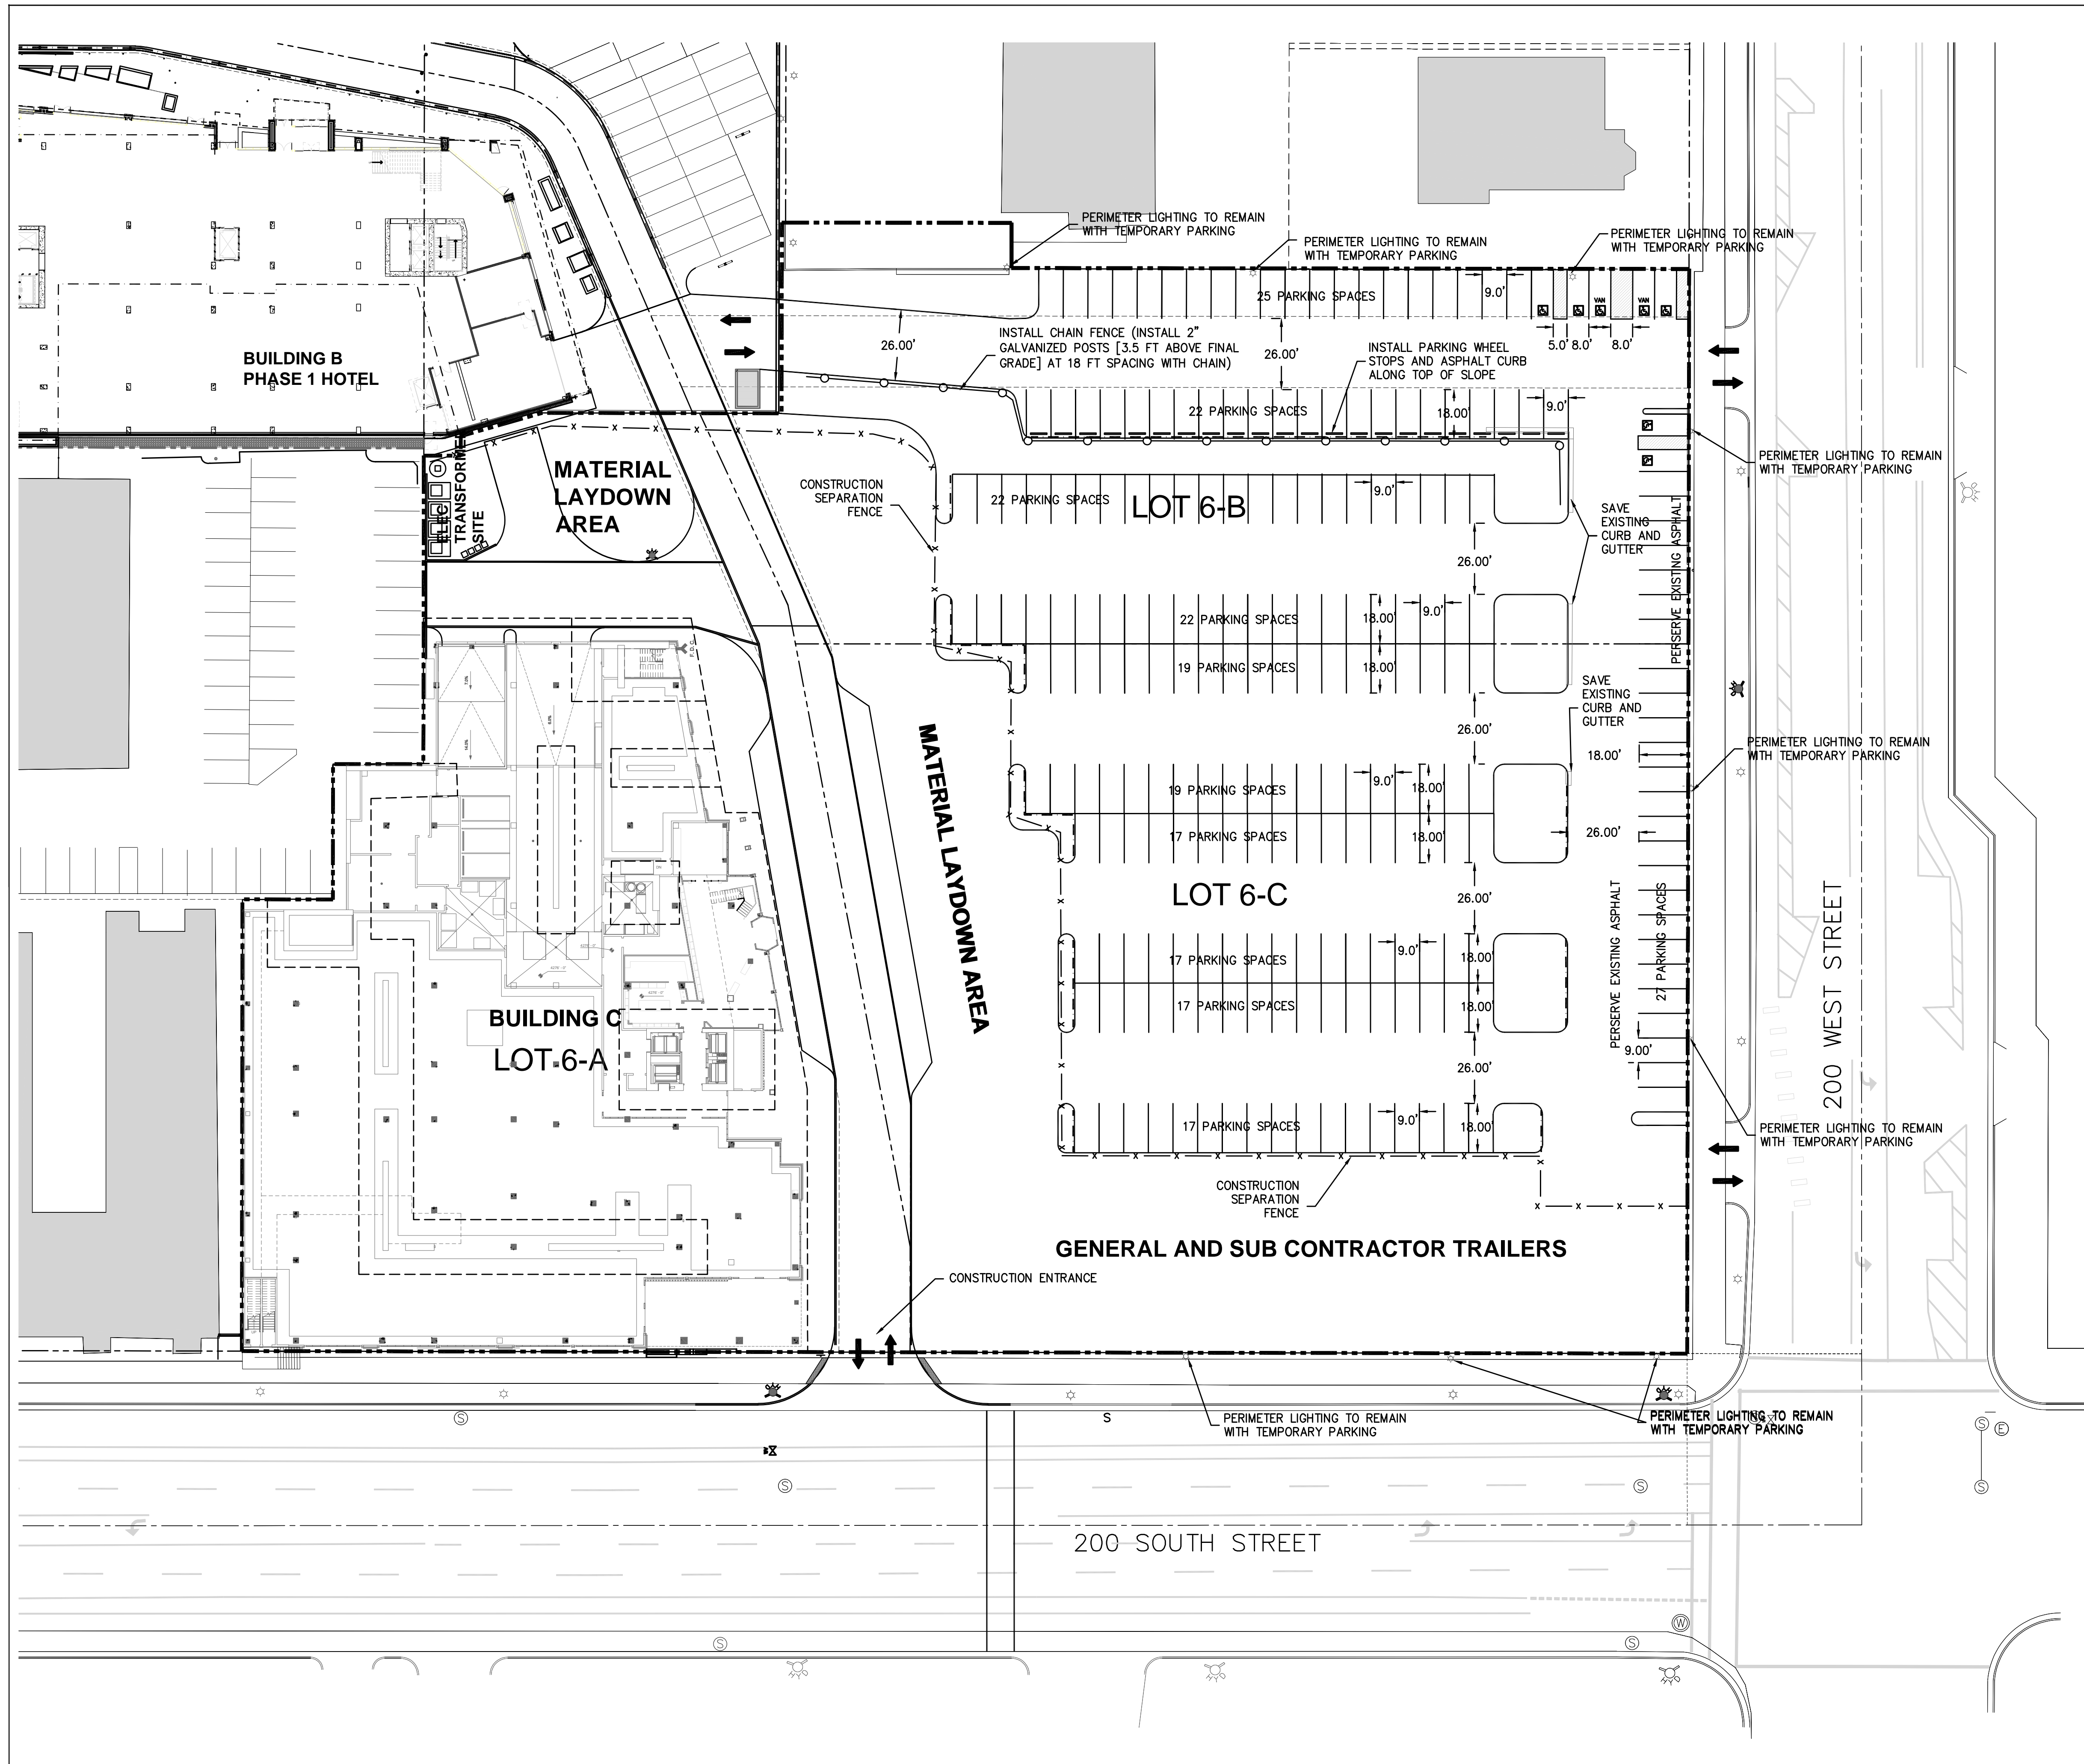 PERIMETER LIGHTING TO REMAIN
WITH TEMPORARY PARKING
PERIMETER LIGHTING TO REMAIN
WITH TEMPORARY PARKING
PERIMETER LIGHTING TO REMAIN
WITH TEMPORARY PARKING
25 PARKING SPACES
9.0'
VAN
VAN
5.0'
8.0'
8.0'
26.00'
INSTALL CHAIN FENCE (INSTALL 2"
GALVANIZED POSTS [3.5 FT ABOVE FINAL
GRADE] AT 18 FT SPACING WITH CHAIN)
26.00'
INSTALL PARKING WHEEL
STOPS AND ASPHALT CURB
ALONG TOP OF SLOPE
BUILDING B
PHASE 1 HOTEL
22 PARKING SPACES
18.00'
9.0'
PERIMETER LIGHTING TO REMAIN
WITH TEMPORARY PARKING
ELEC
TRANSFORMER
SITE
MATERIAL
LAYDOWN
AREA
CONSTRUCTION
SEPARATION
FENCE
22 PARKING SPACES
LOT 6-B
9.0'
SAVE
EXISTING
CURB AND
GUTTER
PERSERVE EXISTING ASPHALT
26.00'
22 PARKING SPACES
18.00'
9.0'
19 PARKING SPACES
18.00'
SAVE
EXISTING
CURB AND
GUTTER
26.00'
18.00'
PERIMETER LIGHTING TO REMAIN
WITH TEMPORARY PARKING
MATERIAL LAYDOWN AREA
19 PARKING SPACES
9.0'
18.00'
17 PARKING SPACES
18.00'
26.00'
LOT 6-C
26.00'
PERSERVE EXISTING ASPHALT
27 PARKING SPACES
200 WEST STREET
17 PARKING SPACES
9.0'
18.00'
17 PARKING SPACES
18.00'
BUILDING C
LOT 6-A
9.00'
26.00'
17 PARKING SPACES
9.0'
18.00'
PERIMETER LIGHTING TO REMAIN
WITH TEMPORARY PARKING
CONSTRUCTION
SEPARATION
FENCE
GENERAL AND SUB CONTRACTOR TRAILERS
CONSTRUCTION ENTRANCE
S
S
PERIMETER LIGHTING TO REMAIN
WITH TEMPORARY PARKING
PERIMETER LIGHTING TO REMAIN
WITH TEMPORARY PARKING
S
E
S
S
S
200 SOUTH STREET
W
S
S